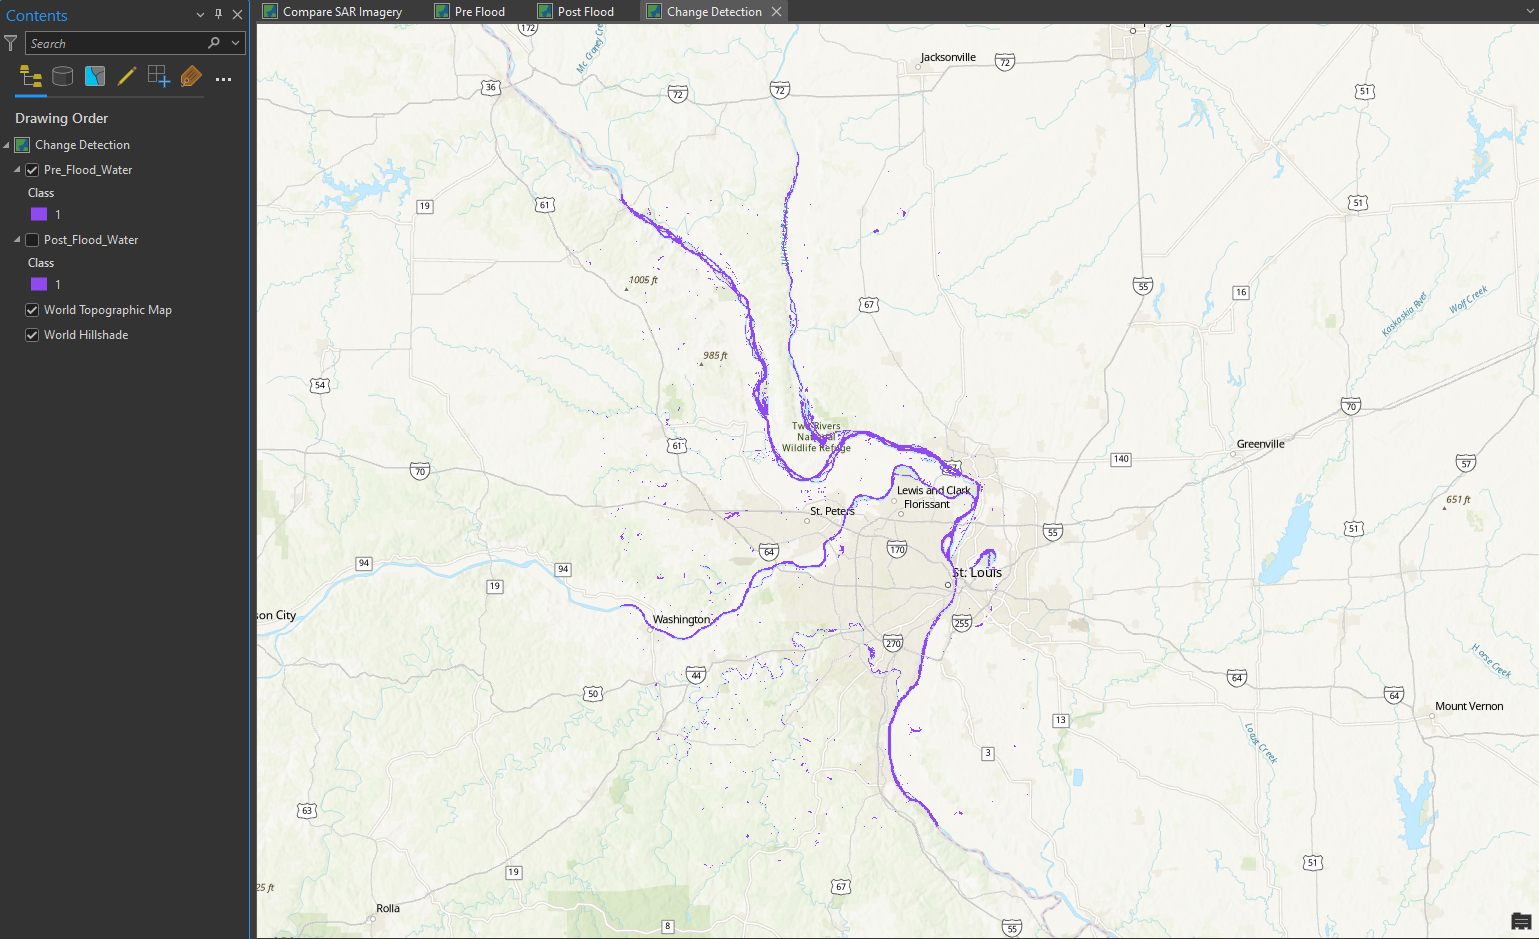 Contents
Search
Drawing Order
Change Detection
Pre_Flood_Water
Class
1
Post_Flood_Water
Class
1
World Topographic Map
World Hillshade
Compare SAR Imagery
Pre Flood
Post Flood
Change Detection
172
Mc Croney Cre
Jacksonville
72
36
72
72
51
19
61
51
1005 ft
55
16
67
Kaskaskia River
Wolf Creek
985 ft
54
70
Two Rivers
National
Wildlife Refuge
61
Greenville
70
140
57
67
Lewis and Clark
651 ft
Florissant
St. Peters
55
51
64
170
94
94
St. Louis
19
son City
Washington
255
270
Horse Creek
44
64
50
64
Mount Vernon
13
Locust Creek
3
63
51
19
25 ft
67
Rolla
8
55